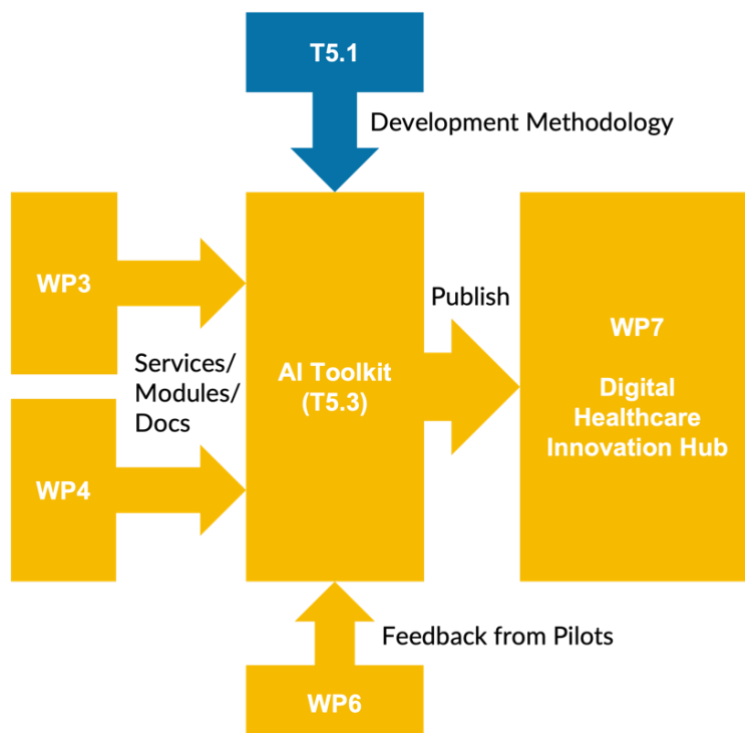 T5.1
Development Methodology
WP3
Services/
Modules/
Docs
WP4
AI Toolkit
(T5.3)
Publish
WP7
Digital
Healthcare
Innovation Hub
Feedback from Pilots
WP6